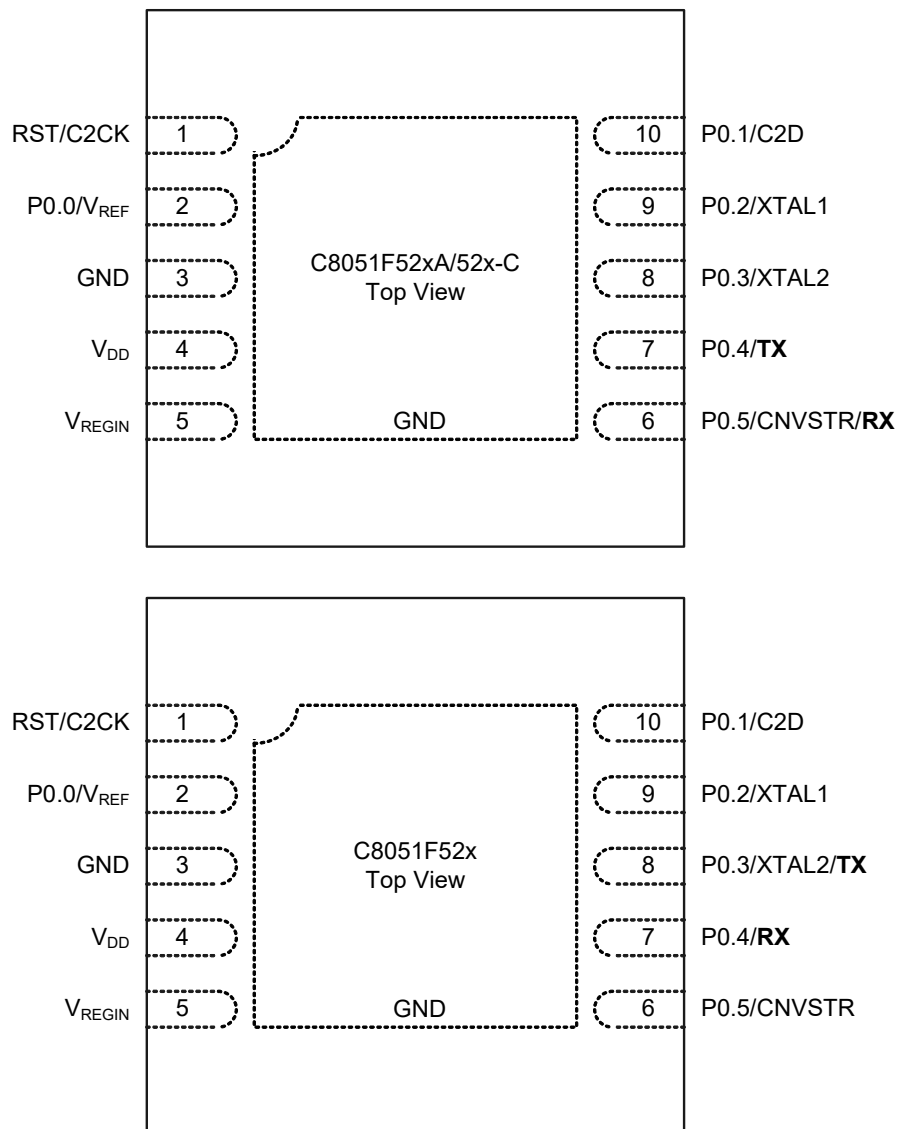 RST/C2CK 1 10 P0.1/C2D
P0.0/VREF 2 9 P0.2/XTAL1
GND 3 C8051F52xA/52x-C 8 P0.3/XTAL2
Top View
VDD 4 7 P0.4/TX
VREGIN 5 GND 6 P0.5/CNVSTR/RX
RST/C2CK 1 10 P0.1/C2D
P0.0/VREF 2 9 P0.2/XTAL1
GND 3 C8051F52x 8 P0.3/XTAL2/TX
Top View
VDD 4 7 P0.4/RX
VREGIN 5 GND 6 P0.5/CNVSTR